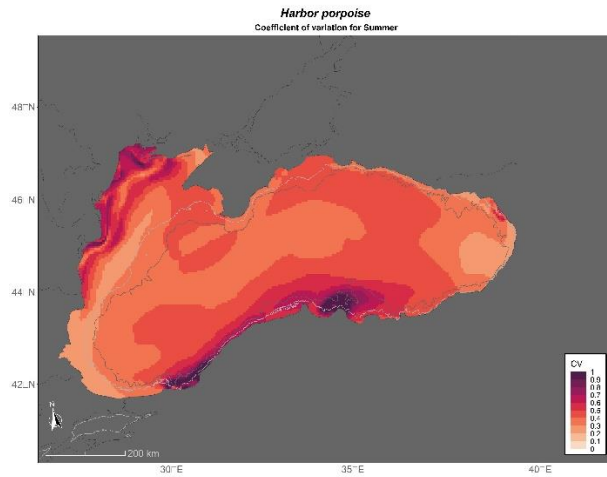 Harbor porpoise
Coefficient of variation for Summer
48°N
46°N
44°N
42°N
N
200 km
30°E
35°E
40°E
CV
1
0.9
0.8
0.7
0.6
0.5
0.4
0.3
0.2
0.1
0